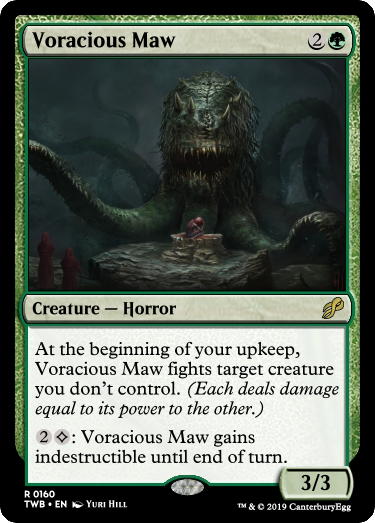 Voracious Maw 2
Creature — Horror
At the beginning of your upkeep,
Voracious Maw fights target creature
you don't control. (Each deals damage
equal to its power to the other.)
2 : Voracious Maw gains
indestructible until end of turn.
3/3
R 0160
TWB • EN Yuri Hill
™ & © 2019 CanterburyEgg